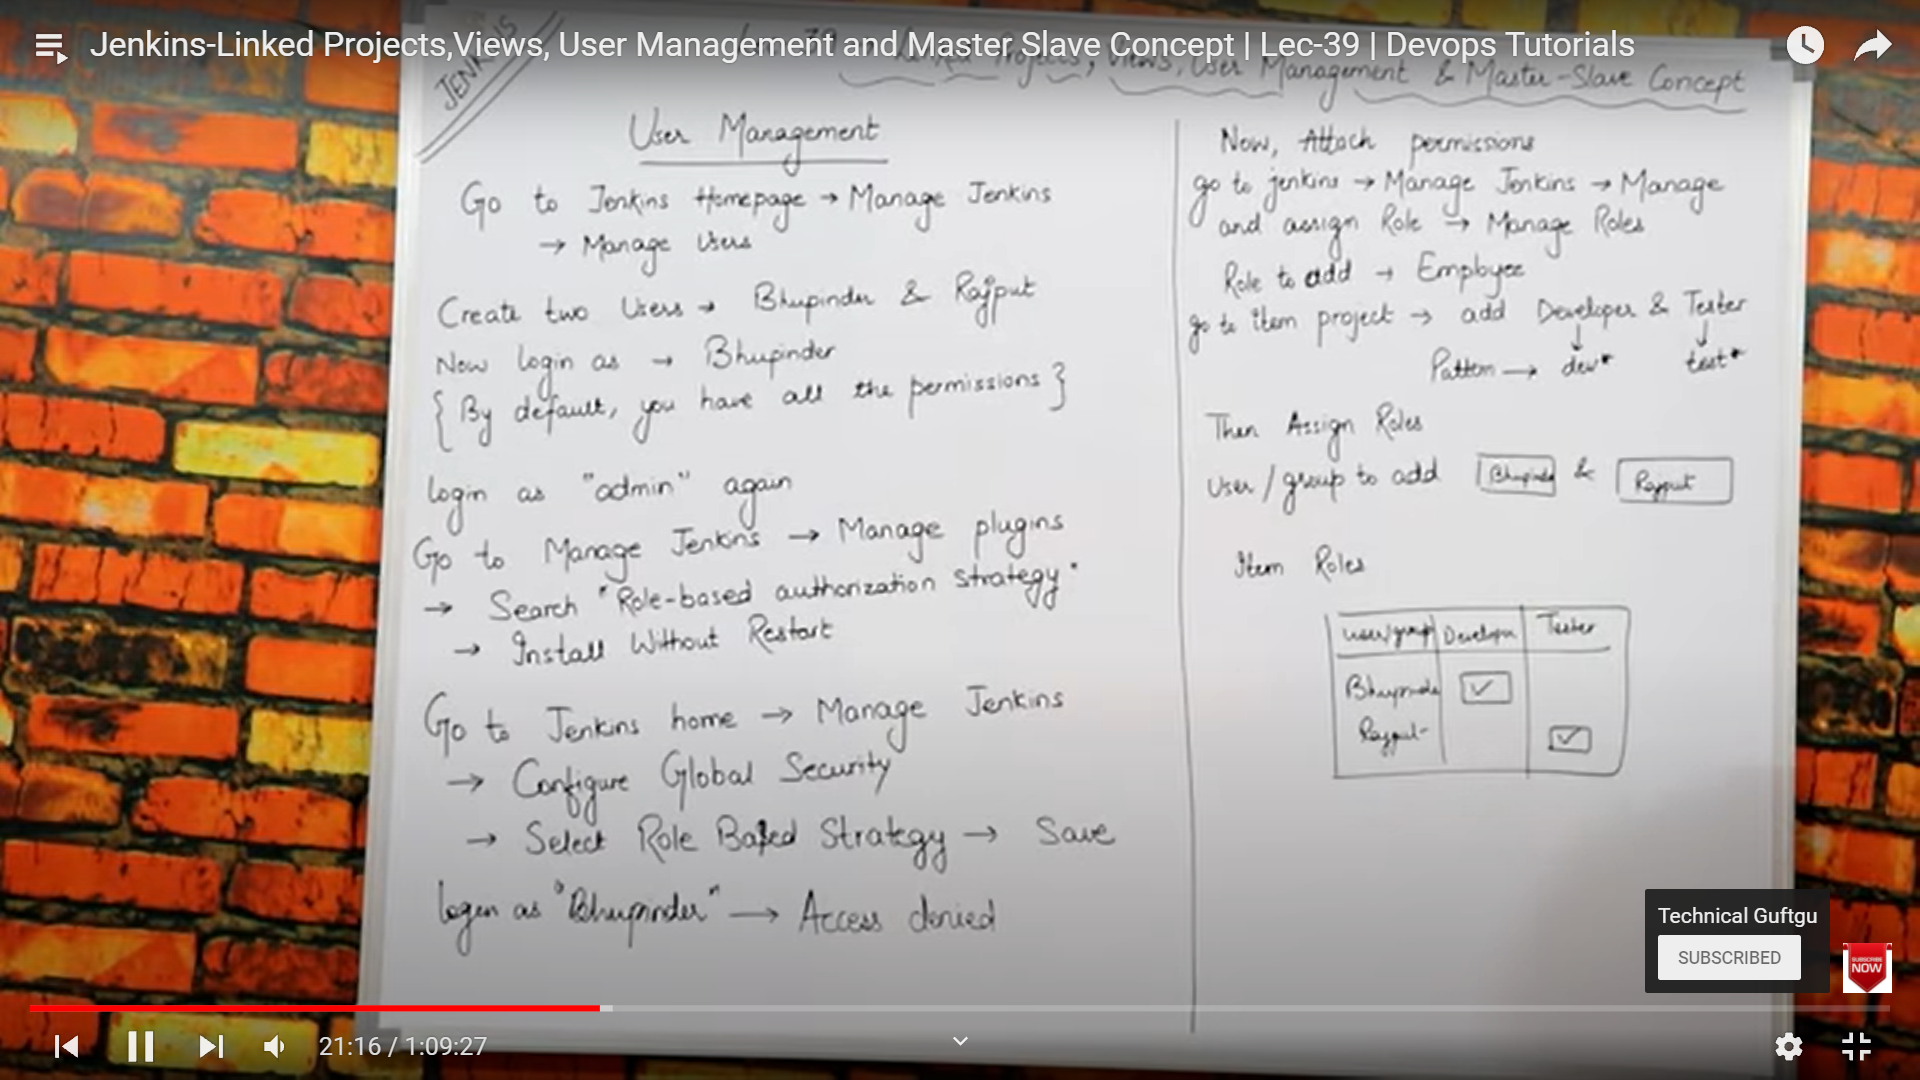 Jenkins-Linked Projects,Views, User Management and Master Slave Concept | Lec-39 | Devops Tutorials
JENKINS
Linked Projects, Views, User Management & Master-Slave Concept
User Management
Go to Jenkins Homepage → Manage Jenkins
→ Manage Users
Create two Users → Bhupinder & Rajput
Now login as → Bhupinder
{ By default, you have all the permissions }
login as "admin" again
Go to Manage Jenkins → Manage plugins
→ Search "Role-based authorization strategy"
→ Install Without Restart
Go to Jenkins home → Manage Jenkins
→ Configure Global Security
→ Select Role Based Strategy → Save
login as "Bhupinder" → Access denied
Now, Attach permissions
go to jenkins → Manage Jenkins → Manage
and assign Role → Manage Roles
Role to add → Employee
go to item project → add Developer & Tester
Pattern → dev* test*
Then Assign Roles
User/group to add Bhupinder & Rajput
Item Roles
user/group Developer Tester
Bhupinder ✓
Rajput ✓
Technical Guftgu
SUBSCRIBED
SUBSCRIBE
NOW
21:16 / 1:09:27